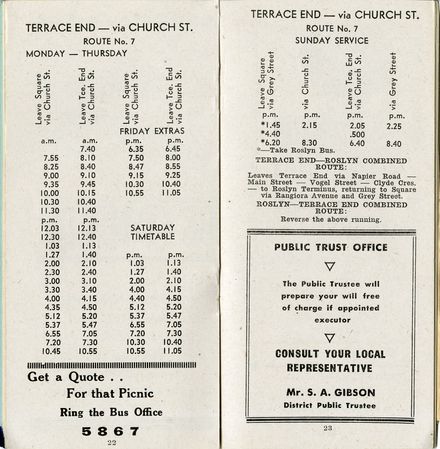 TERRACE END — via CHURCH ST.
ROUTE No. 7
MONDAY — THURSDAY
Leave Square via Church St.
Leave Tce. End via Church St.
Leave Square via Church St.
Leave Tce. End via Church St.
FRIDAY EXTRAS
a.m. a.m. p.m. p.m.
7.40 6.35 6.45
7.55 8.10 7.50 8.00
8.25 8.40 8.47 8.55
9.00 9.10 9.15 9.25
9.35 9.45 10.30 10.40
10.00 10.15 10.55 11.05
10.30 10.40
11.30 11.40
p.m. p.m.
12.03 12.13 SATURDAY
12.30 12.40 TIMETABLE
1.03 1.13
1.27 1.40 p.m. p.m.
2.00 2.10 1.03 1.13
2.30 2.40 1.27 1.40
3.00 3.10 2.00 2.10
3.30 3.40 4.00 4.15
4.00 4.15 4.40 4.50
4.35 4.50 5.12 5.20
5.12 5.20 5.37 5.47
5.37 5.47 6.55 7.05
6.55 7.05 7.20 7.30
7.20 7.30 10.30 10.40
10.45 10.55 10.55 11.05
Get a Quote . .
For that Picnic
Ring the Bus Office
5867
22
TERRACE END — via CHURCH ST.
ROUTE No. 7
SUNDAY SERVICE
Leave Square via Grey Street
via Church St.
Leave Tce. End via Church St.
via Grey Street
p.m. p.m. p.m. p.m.
*1.45 2.15 2.05 2.25
*4.40 .500
*6.20 8.30 6.40 8.40
*—Take Roslyn Bus.
TERRACE END—ROSLYN COMBINED
ROUTE:
Leaves Terrace End via Napier Road —
Main Street — Vogel Street — Clyde Cres.
— to Roslyn Terminus, returning to Square
via Rangiora Avenue and Grey Street.
ROSLYN—TERRACE END COMBINED
ROUTE:
Reverse the above running.
PUBLIC TRUST OFFICE
The Public Trustee will
prepare your will free
of charge if appointed
executor
CONSULT YOUR LOCAL
REPRESENTATIVE
Mr. S. A. GIBSON
District Public Trustee
23